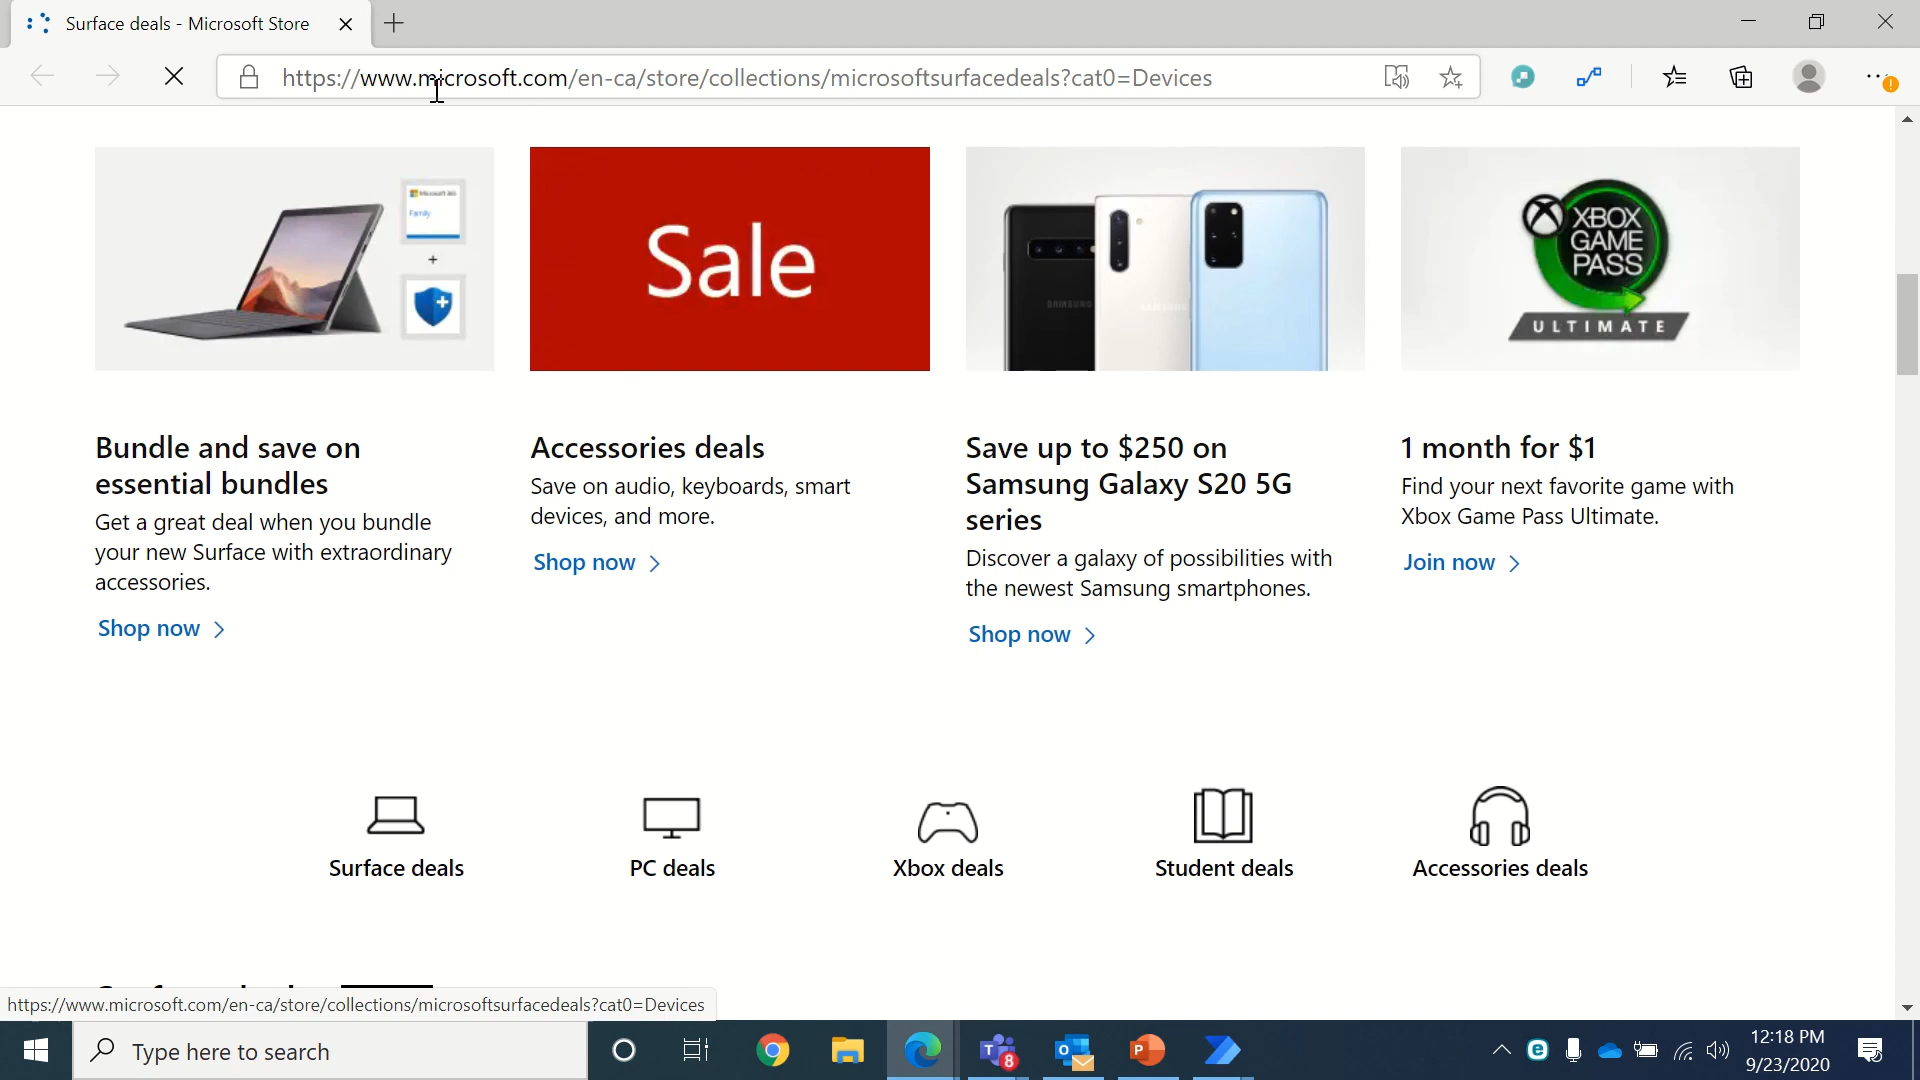 Surface deals - Microsoft Store
https://www.microsoft.com/en-ca/store/collections/microsoftsurfacedeals?cat0=Devices
Microsoft 365
Family
+
Sale
SAMSUNG
XBOX
GAME
PASS
ULTIMATE
Bundle and save on
essential bundles
Get a great deal when you bundle
your new Surface with extraordinary
accessories.
Shop now
Accessories deals
Save on audio, keyboards, smart
devices, and more.
Shop now
Save up to $250 on
Samsung Galaxy S20 5G
series
Discover a galaxy of possibilities with
the newest Samsung smartphones.
Shop now
1 month for $1
Find your next favorite game with
Xbox Game Pass Ultimate.
Join now
Surface deals
PC deals
Xbox deals
Student deals
Accessories deals
https://www.microsoft.com/en-ca/store/collections/microsoftsurfacedeals?cat0=Devices
Type here to search
8
12:18 PM
9/23/2020